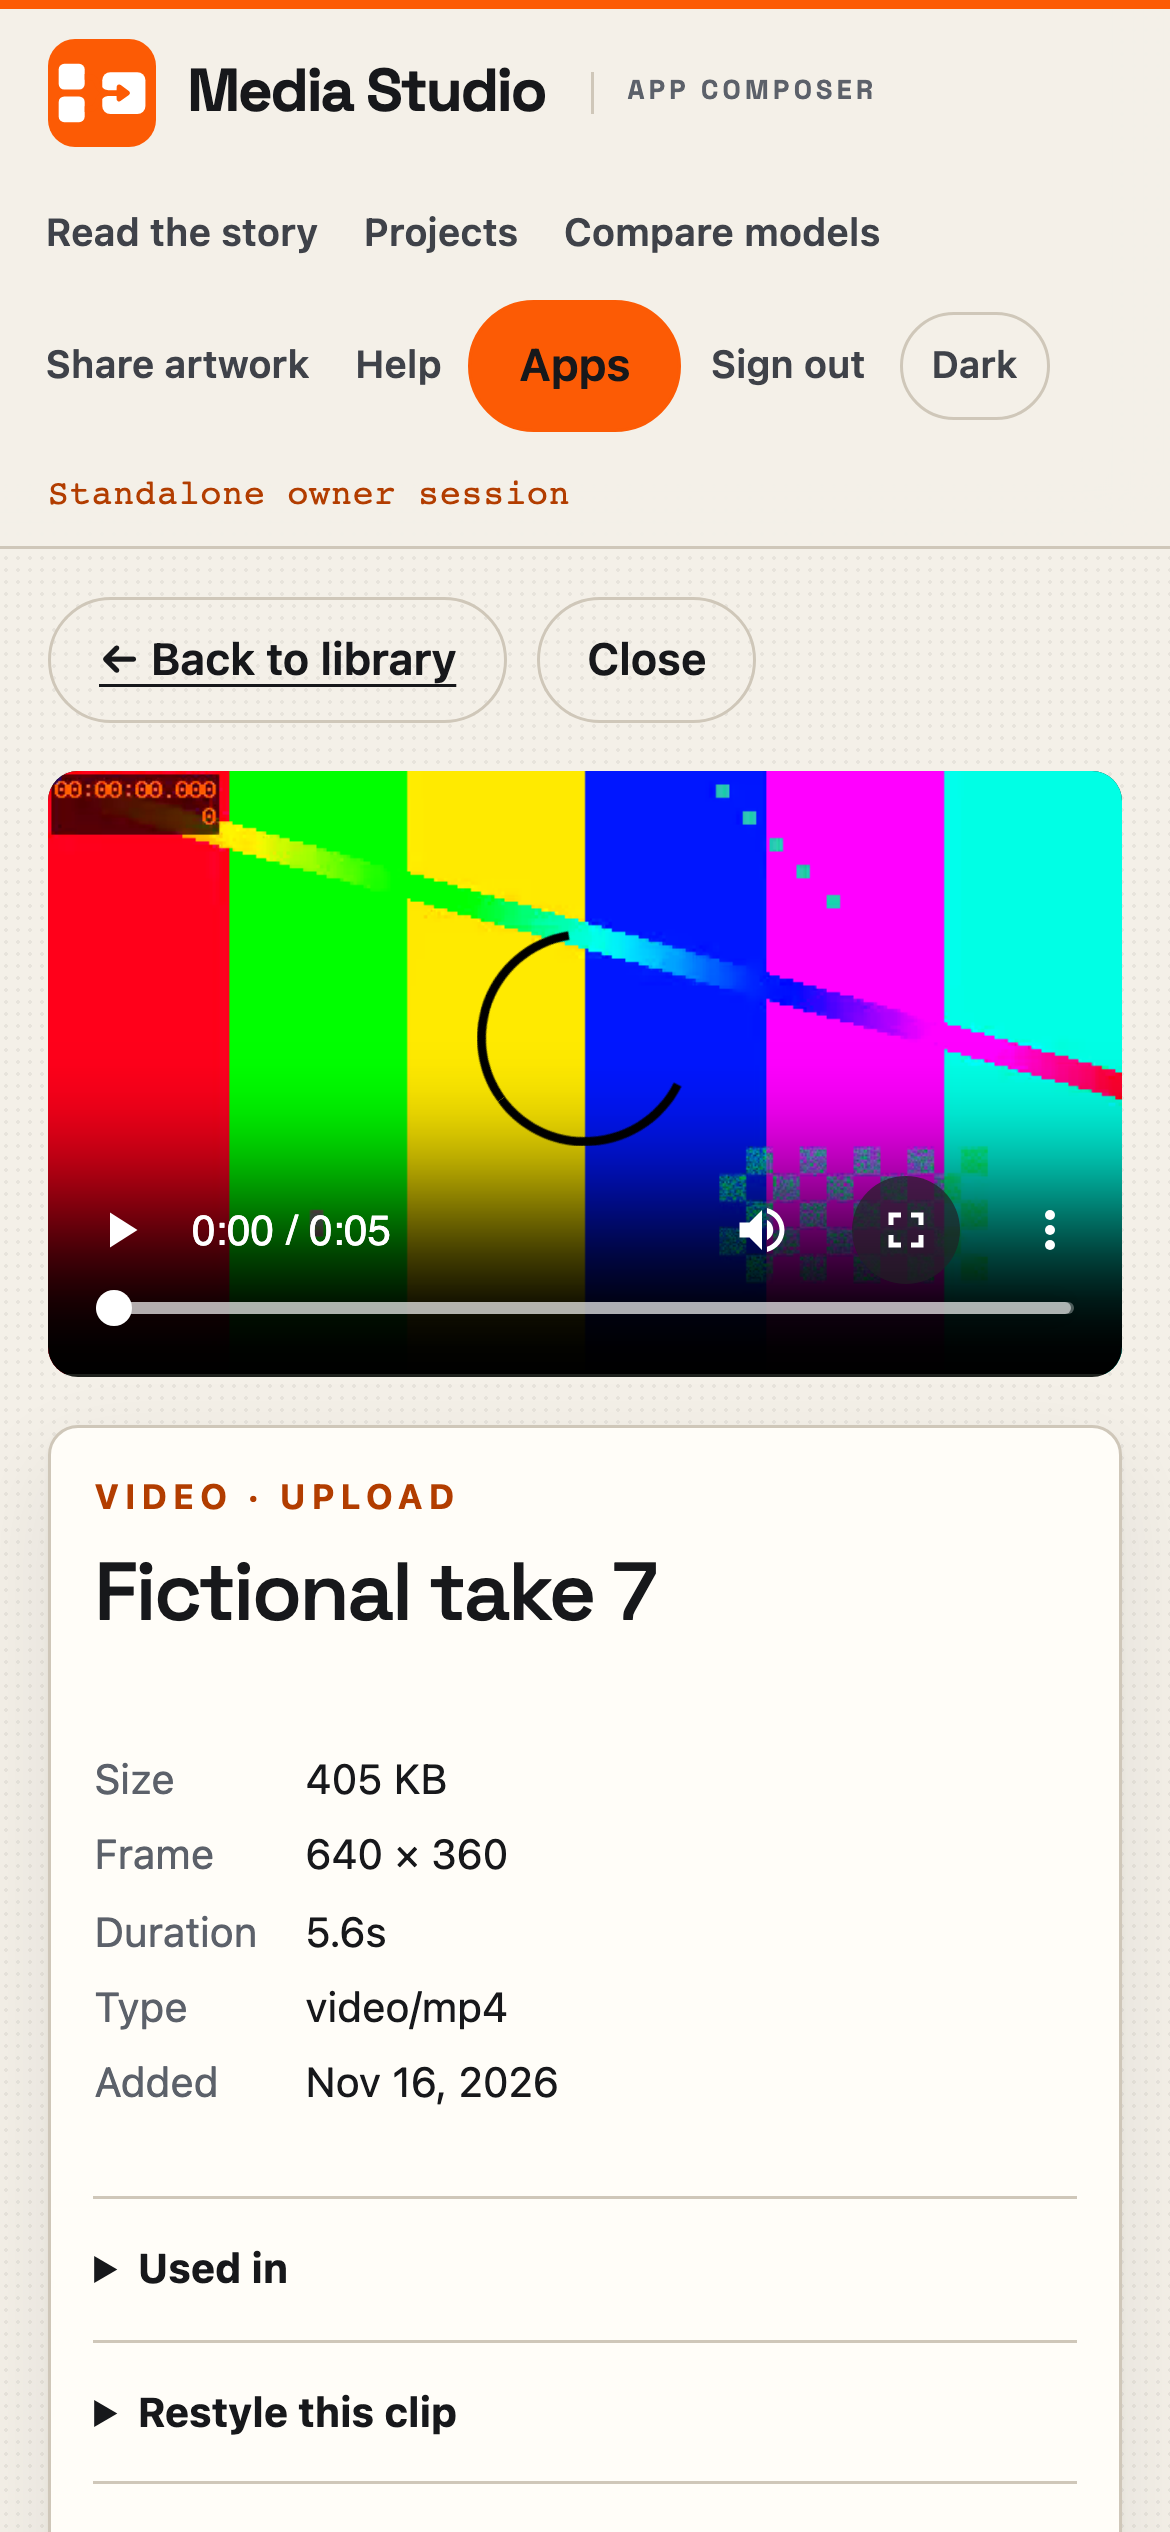 Media Studio
APP COMPOSER
Read the story Projects Compare models
Share artwork Help Apps Sign out Dark
Standalone owner session
← Back to library Close
00:00:00.000
0
0:00 / 0:05
VIDEO · UPLOAD
Fictional take 7
Size 405 KB
Frame 640 × 360
Duration 5.6s
Type video/mp4
Added Nov 16, 2026
Used in
Restyle this clip